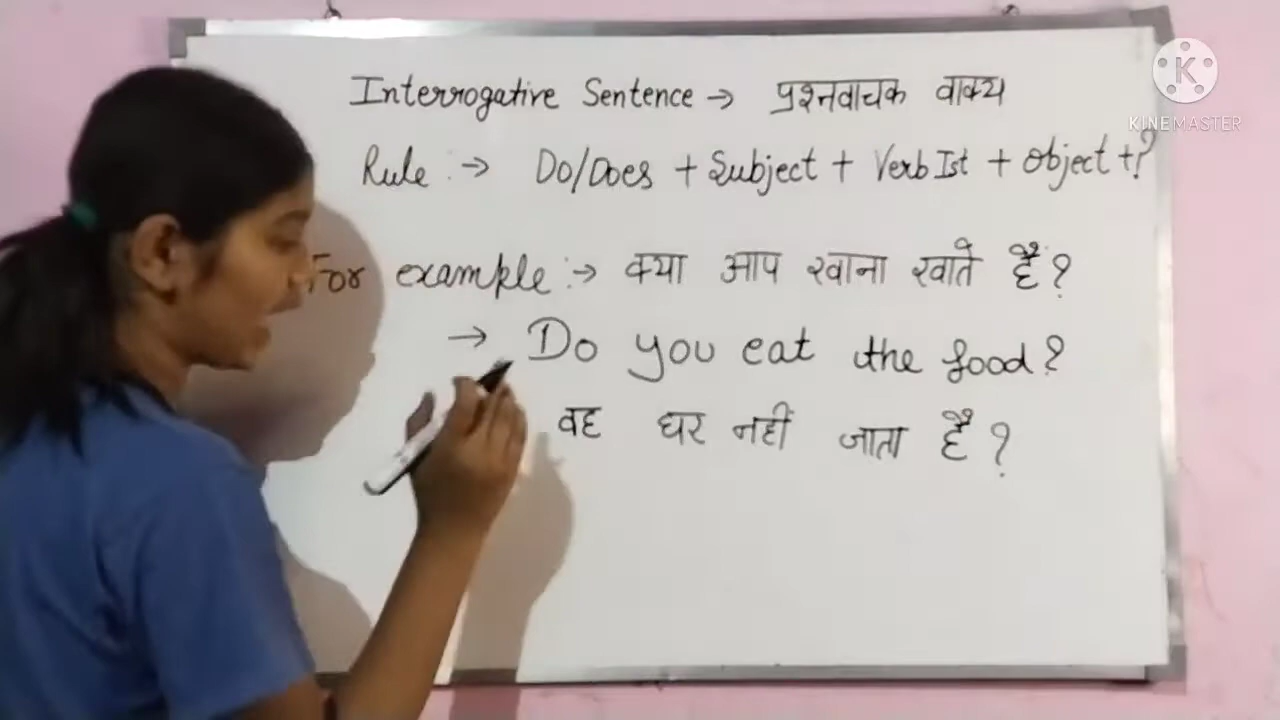 Interrogative Sentence → प्रश्नवाचक वाक्य
Rule :→ Do/Does + Subject + Verb Ist + Object + ?
For example :→ क्या आप खाना खाते हैं?
→ Do you eat the food?
वह घर नहीं जाता है ?
K
KINEMASTER